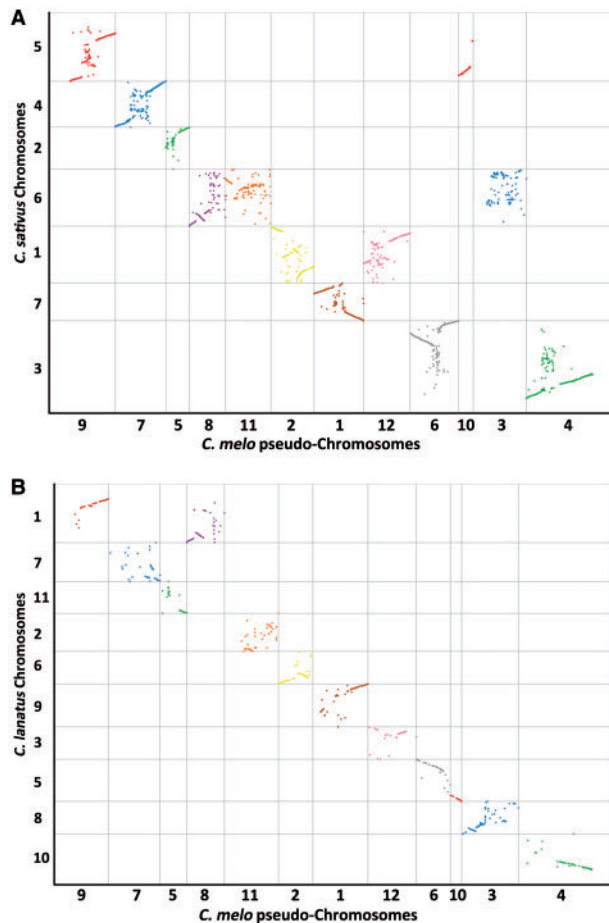 A
5
4
2
6
1
7
3
C. sativus Chromosomes
9 7 5 8 11 2 1 12 6 10 3 4
C. melo pseudo-Chromosomes
B
1
7
11
2
6
9
3
5
8
10
C. lanatus Chromosomes
9 7 5 8 11 2 1 12 6 10 3 4
C. melo pseudo-Chromosomes